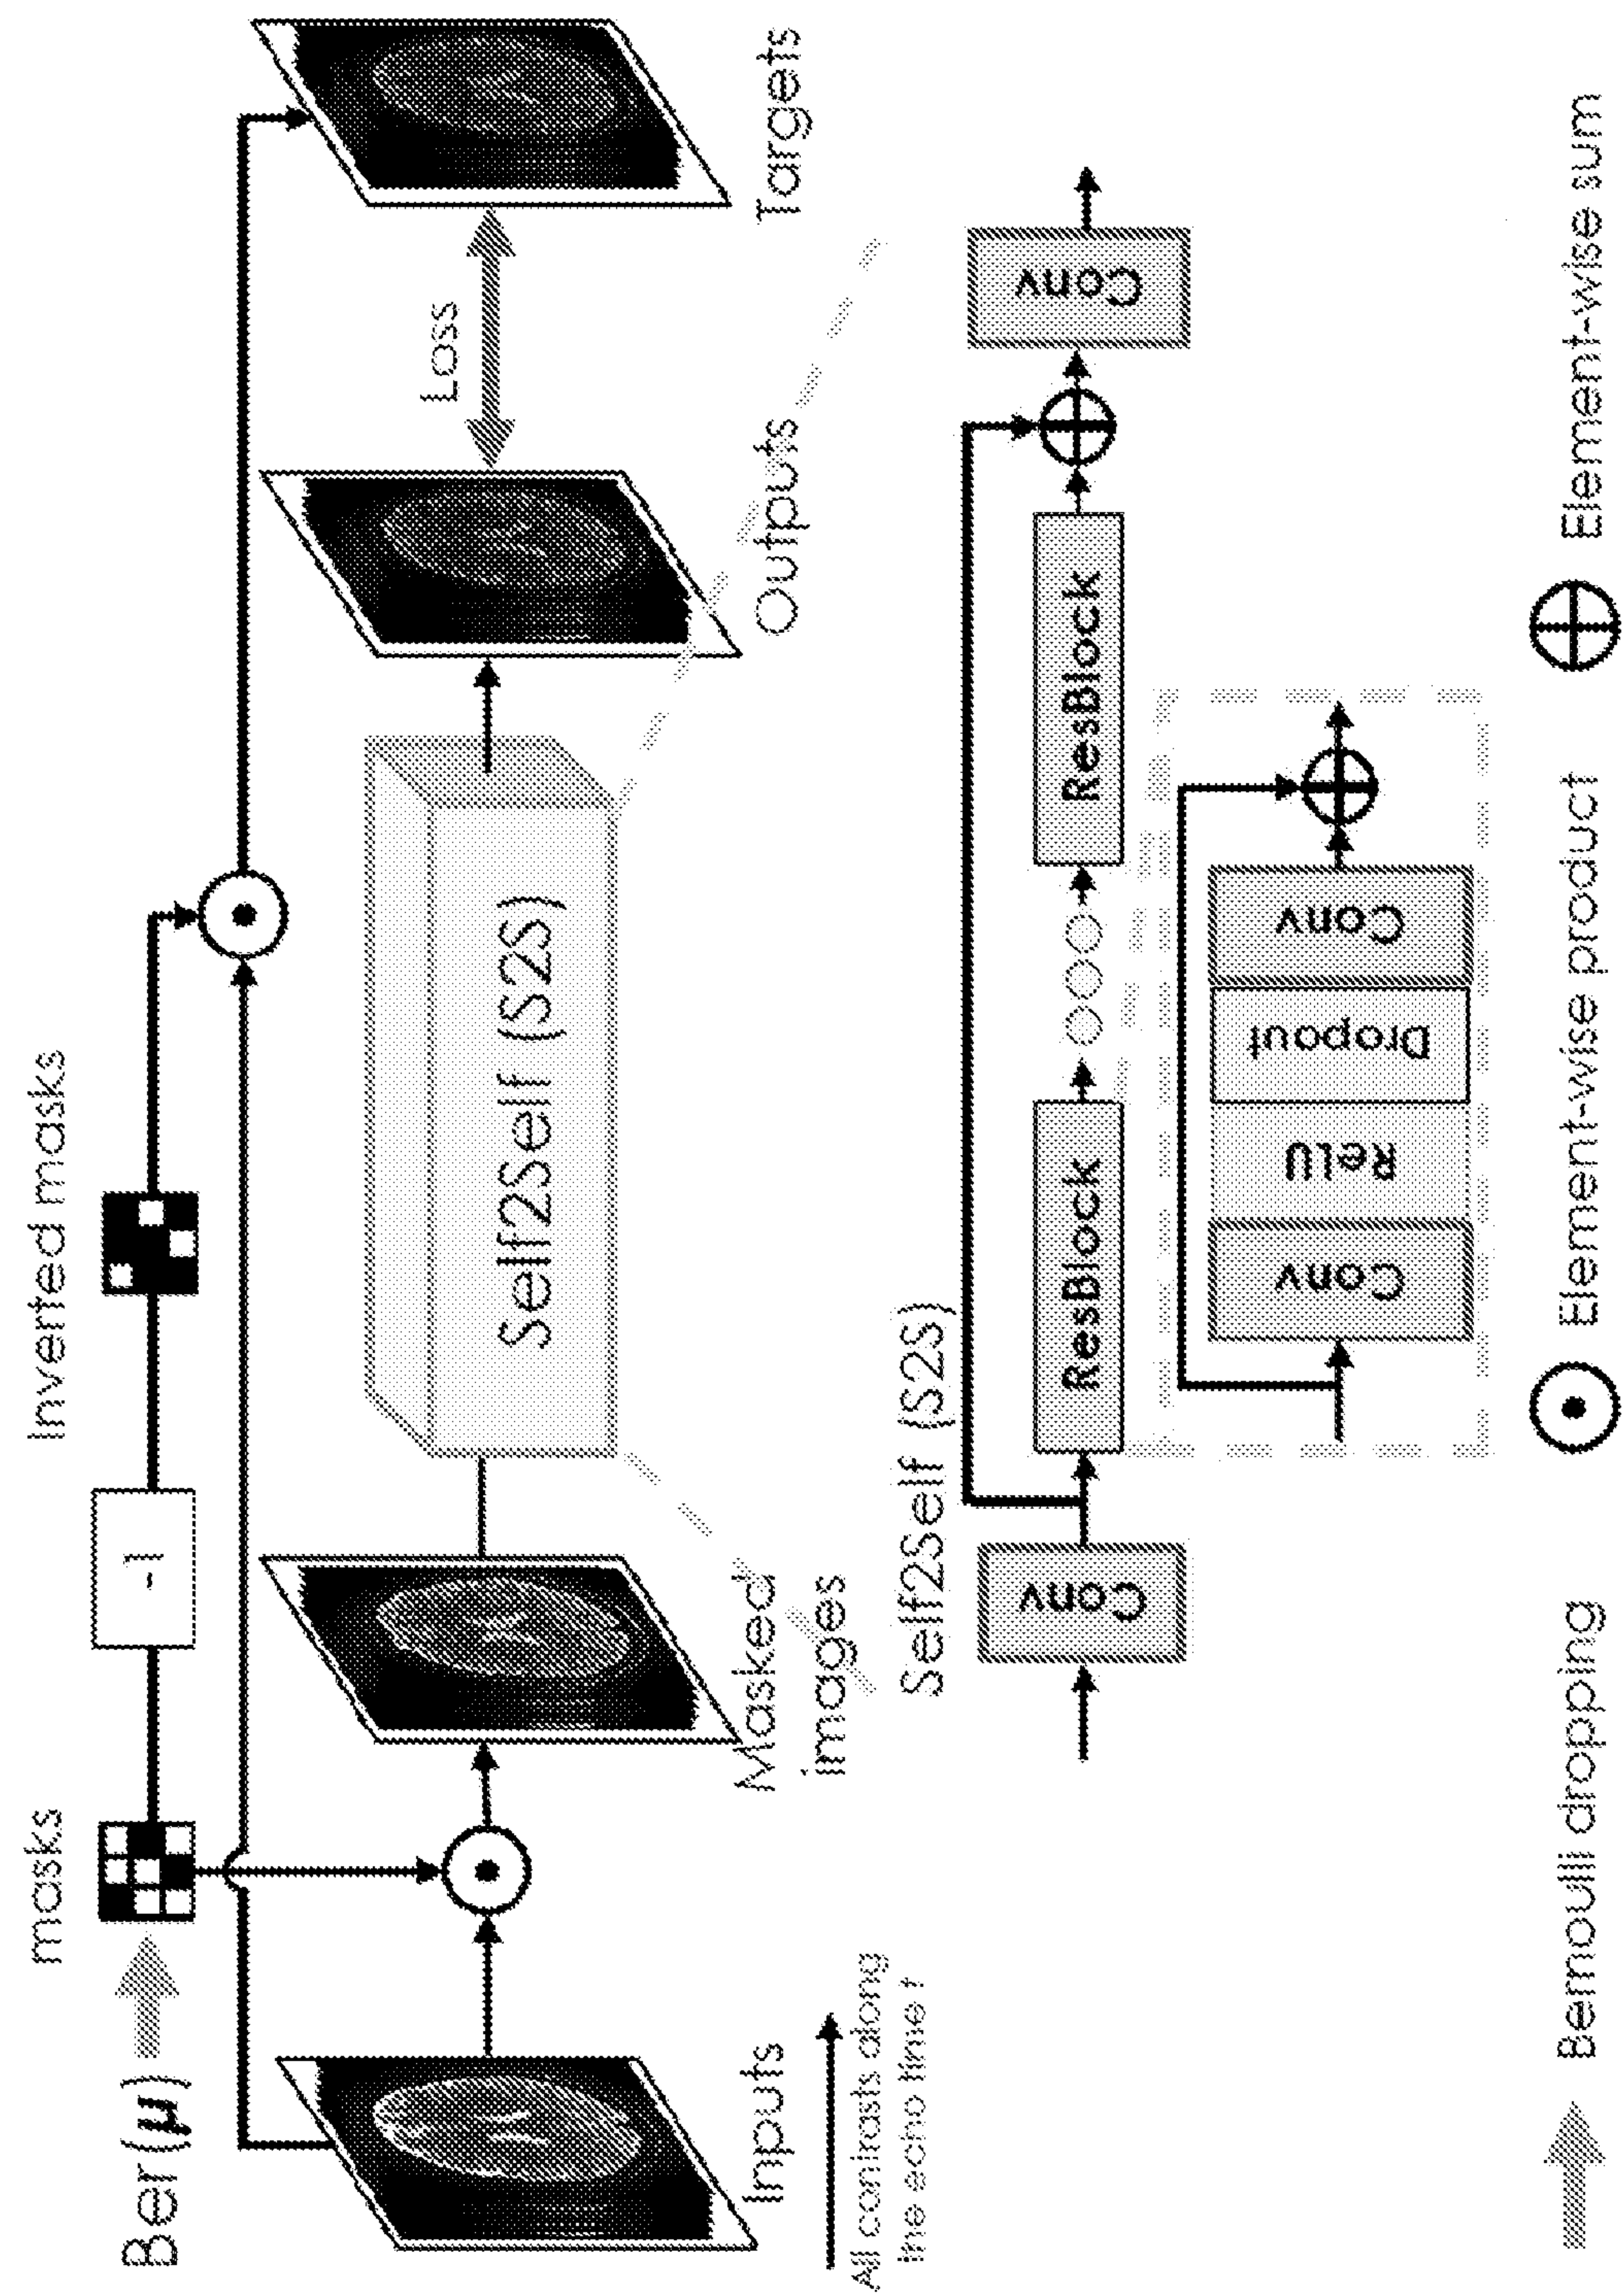 masks
Inverted masks
Ber(μ)
-1
Self2Self (S2S)
Loss
Inputs
Masked
images
Outputs
Targets
All contrasts along
the echo time t
Self2Self (S2S)
Conv
ResBlock
ResBlock
Conv
Conv
ReLU
Dropout
Conv
Bernoulli dropping
Element-wise product
Element-wise sum